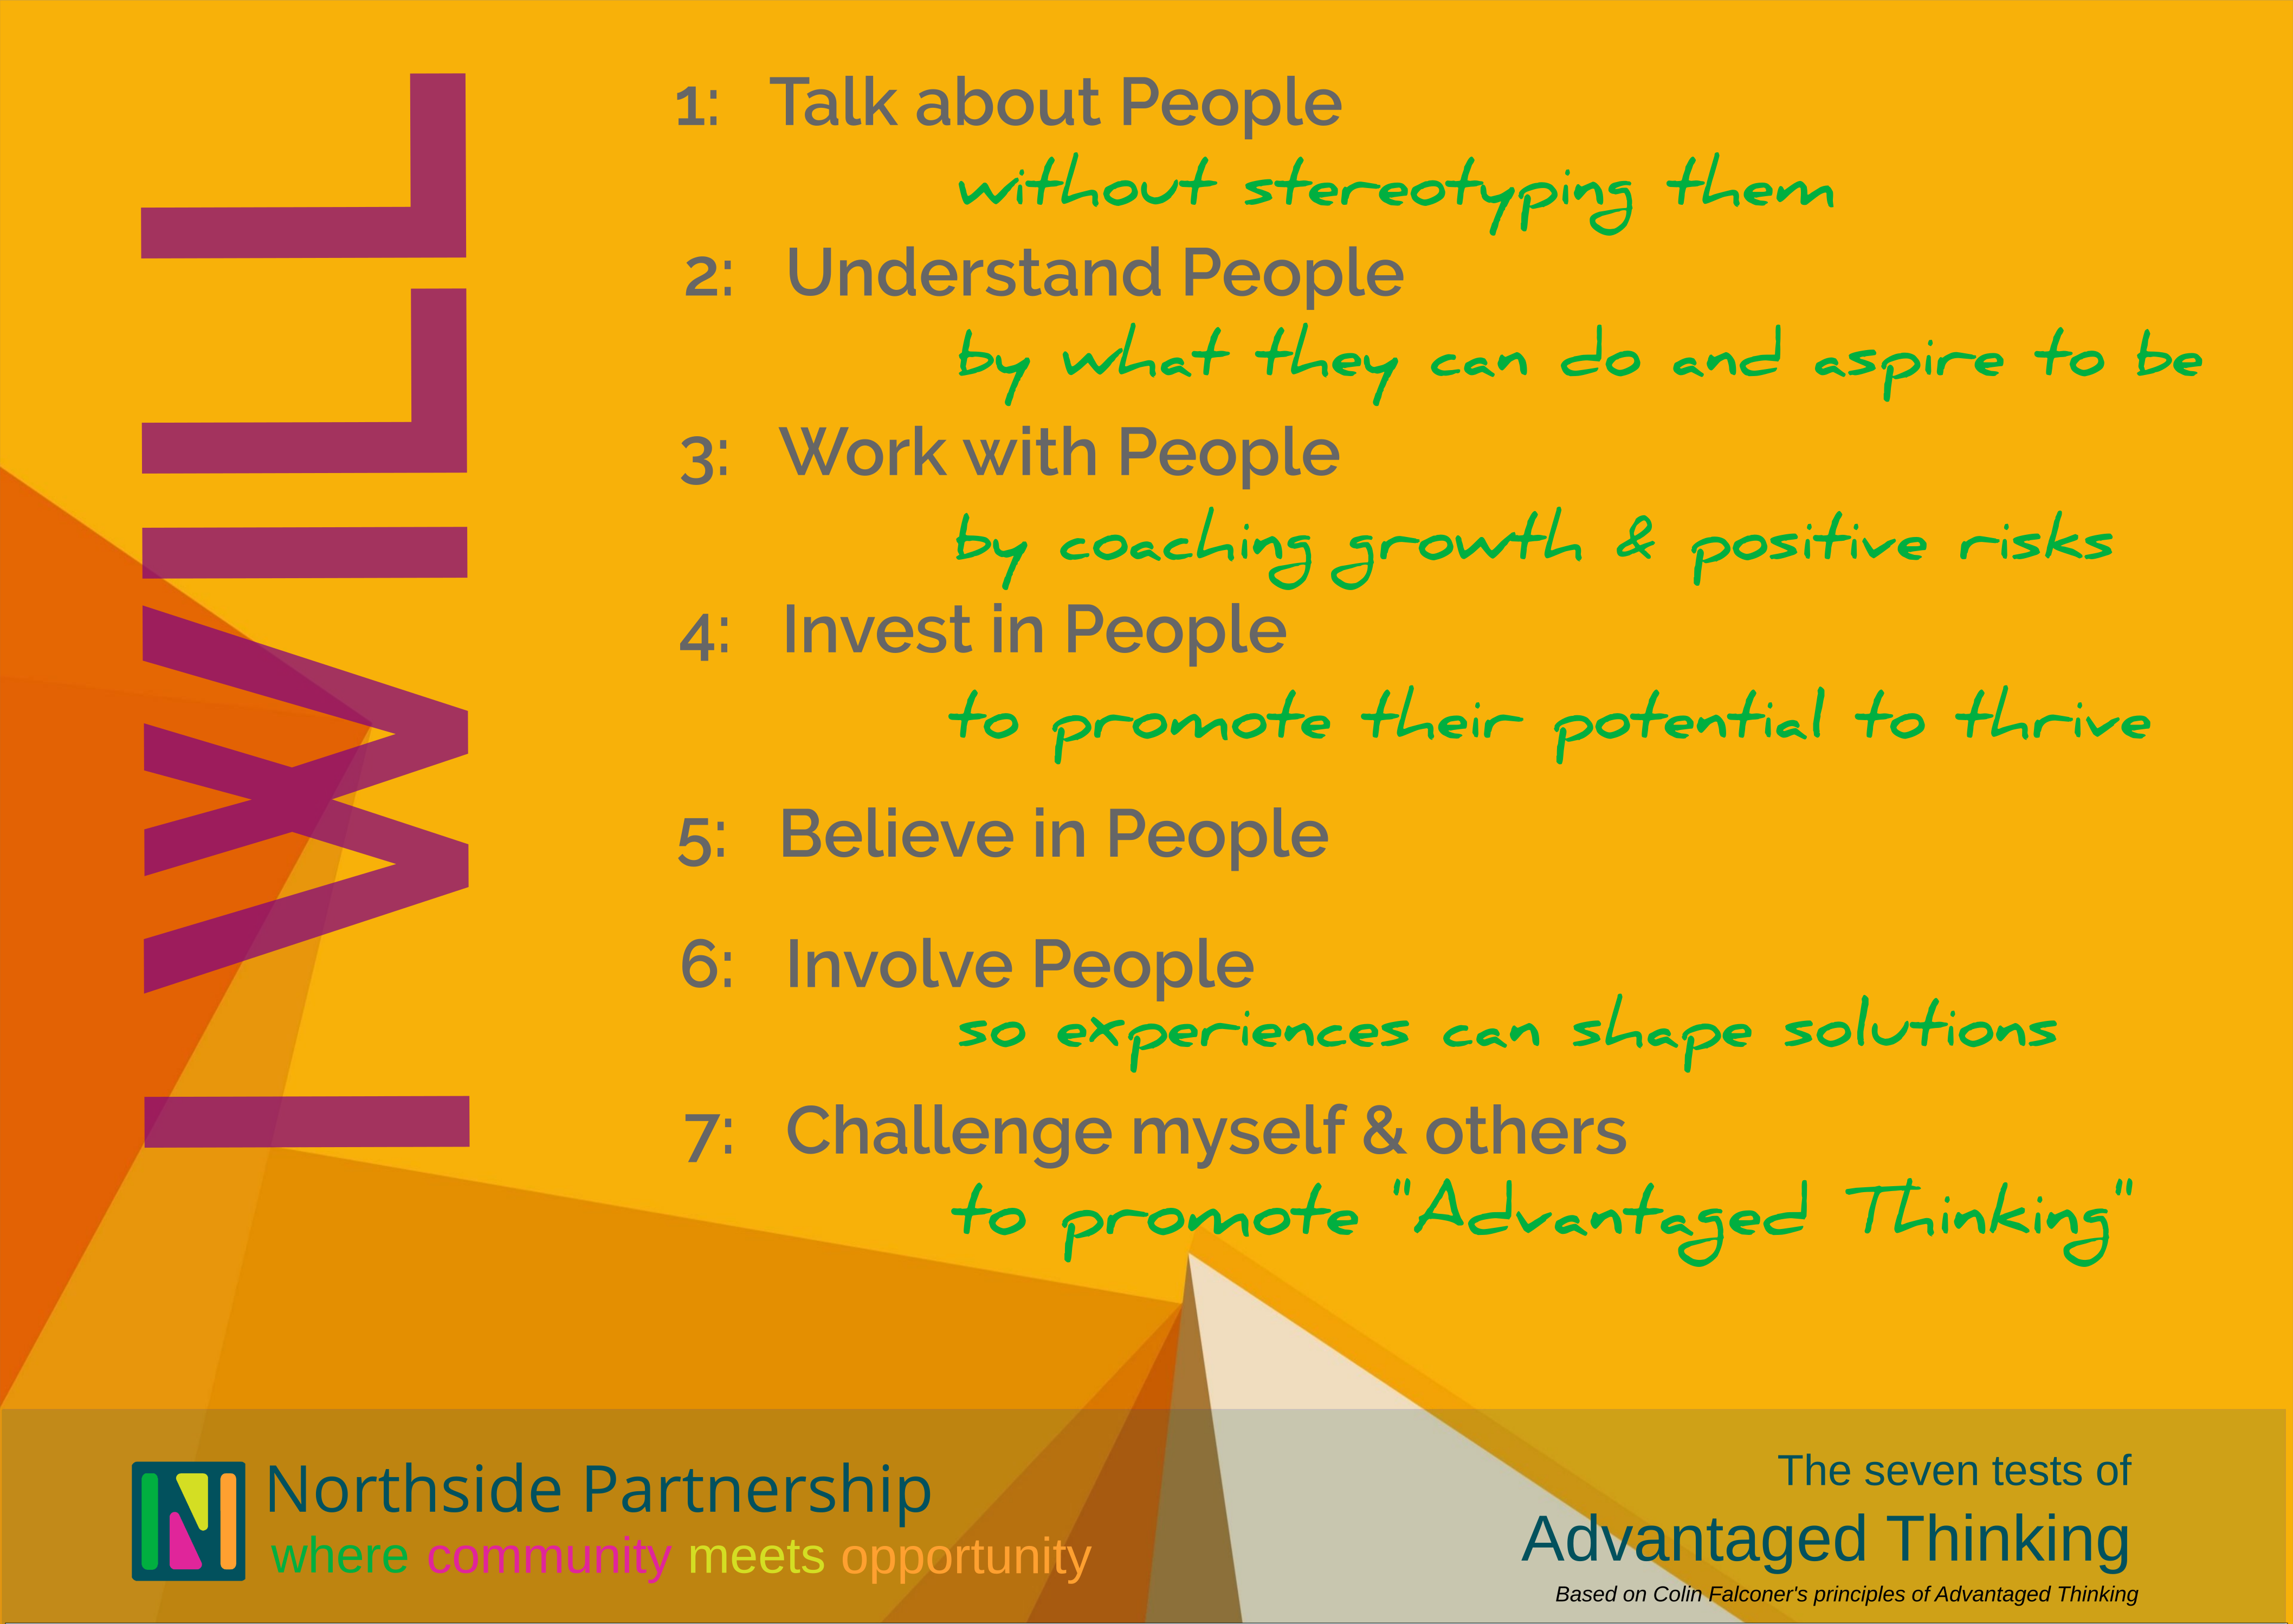 I WILL
1: Talk about People
without stereotyping them
2: Understand People
by what they can do and aspire to be
3: Work with People
by coaching growth & positive risks
4: Invest in People
to promote their potential to thrive
5: Believe in People
6: Involve People
so experiences can shape solutions
7: Challenge myself & others
to promote "Advantaged Thinking"
Northside Partnership
where community meets opportunity
The seven tests of
Advantaged Thinking
Based on Colin Falconer's principles of Advantaged Thinking